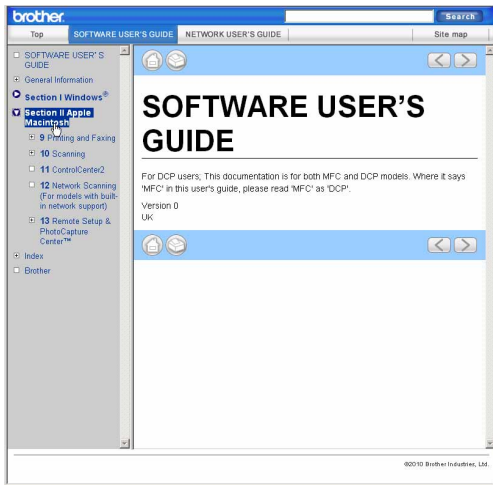 brother.
Search
Top SOFTWARE USER'S GUIDE NETWORK USER'S GUIDE Site map
SOFTWARE USER'S
GUIDE
General Information
Section I Windows®
Section II Apple
Macintosh
9 Printing and Faxing
10 Scanning
11 ControlCenter2
12 Network Scanning
(For models with built-
in network support)
13 Remote Setup &
PhotoCapture
Center™
Index
Brother
SOFTWARE USER'S
GUIDE
For DCP users; This documentation is for both MFC and DCP models. Where it says
'MFC' in this user's guide, please read 'MFC' as 'DCP'.
Version 0
UK
©2010 Brother Industries, Ltd.